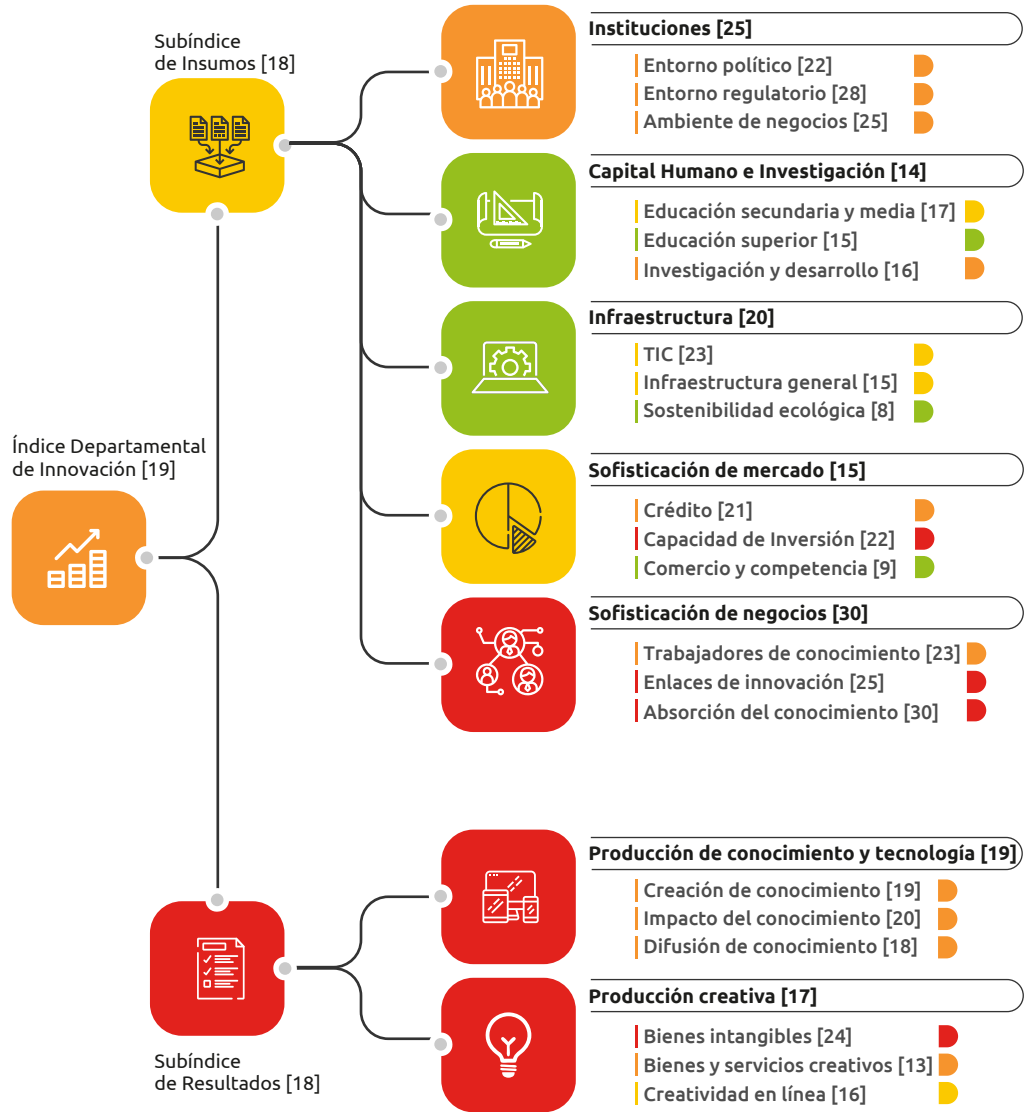 Índice Departamental
de Innovación [19]
Subíndice
de Insumos [18]
Instituciones [25]
Entorno político [22]
Entorno regulatorio [28]
Ambiente de negocios [25]
Capital Humano e Investigación [14]
Educación secundaria y media [17]
Educación superior [15]
Investigación y desarrollo [16]
Infraestructura [20]
TIC [23]
Infraestructura general [15]
Sostenibilidad ecológica [8]
Sofisticación de mercado [15]
Crédito [21]
Capacidad de Inversión [22]
Comercio y competencia [9]
Sofisticación de negocios [30]
Trabajadores de conocimiento [23]
Enlaces de innovación [25]
Absorción del conocimiento [30]
Subíndice
de Resultados [18]
Producción de conocimiento y tecnología [19]
Creación de conocimiento [19]
Impacto del conocimiento [20]
Difusión de conocimiento [18]
Producción creativa [17]
Bienes intangibles [24]
Bienes y servicios creativos [13]
Creatividad en línea [16]